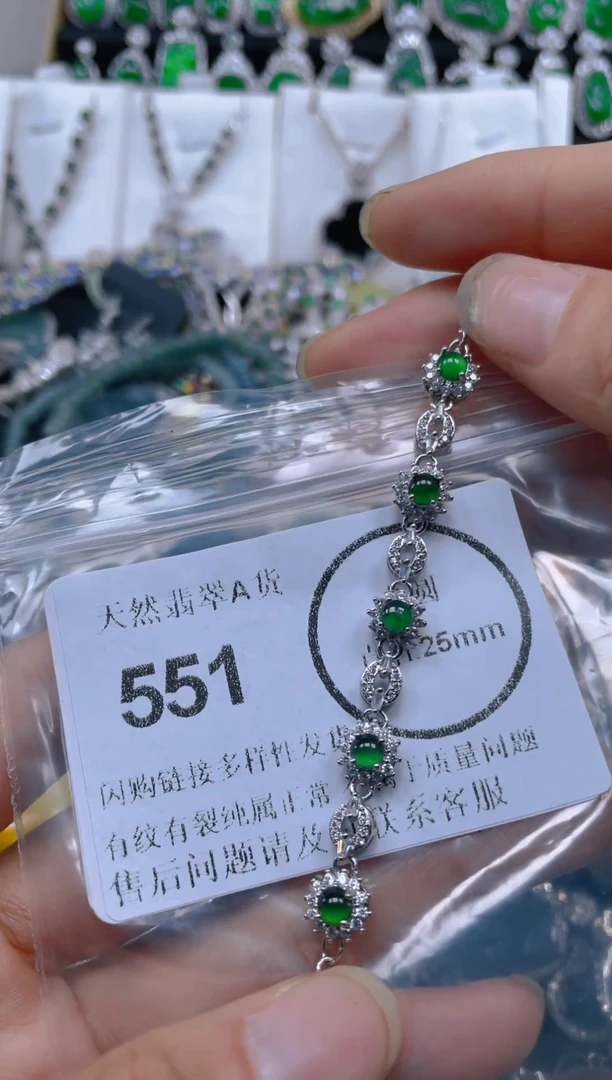 天然翡翠A货
圆
551
.25mm
闪购链接多样性发货
于质量问题
有纹有裂纯属正常
售后问题请及
联系客服